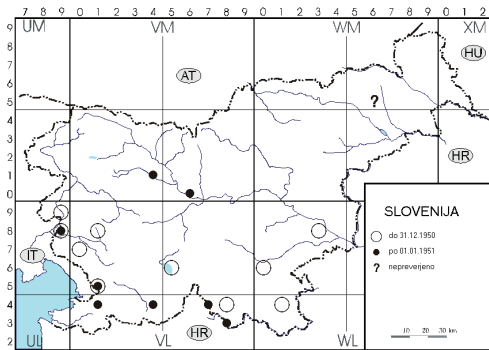 7 8 9 0 1 2 3 4 5 6 7 8 9 0 1 2 3 4 5 6 7 8 9 0 1 2
UM VM WM XM
9
8
7
6
5
4
3
2
1
0
9
8
7
6
5
4
3
2
AT
HU
HR
IT
HR
?
UL VL WL
SLOVENIJA
do 31.12.1950
po 01.01.1951
? nepreverjeno
10 20 30 km